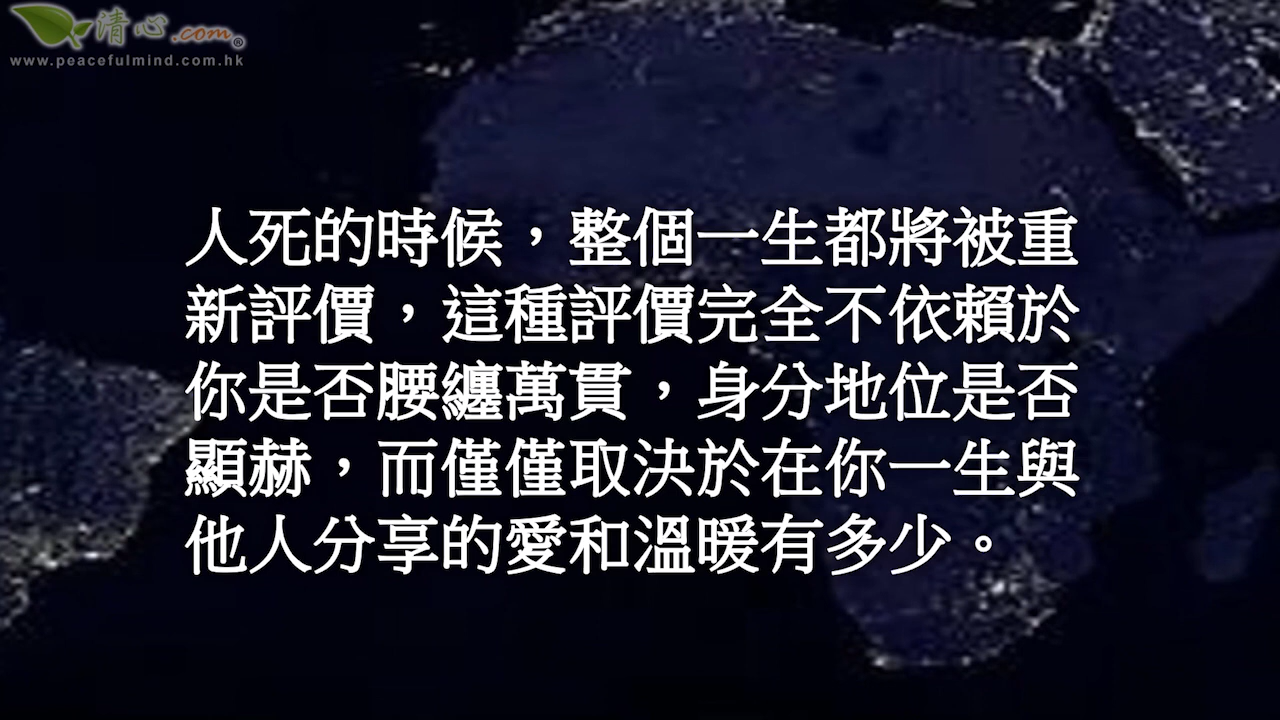 清心.com®
www.peacefulmind.com.hk
人死的時候，整個一生都將被重
新評價，這種評價完全不依賴於
你是否腰纏萬貫，身分地位是否
顯赫，而僅僅取決於在你一生與
他人分享的愛和溫暖有多少。